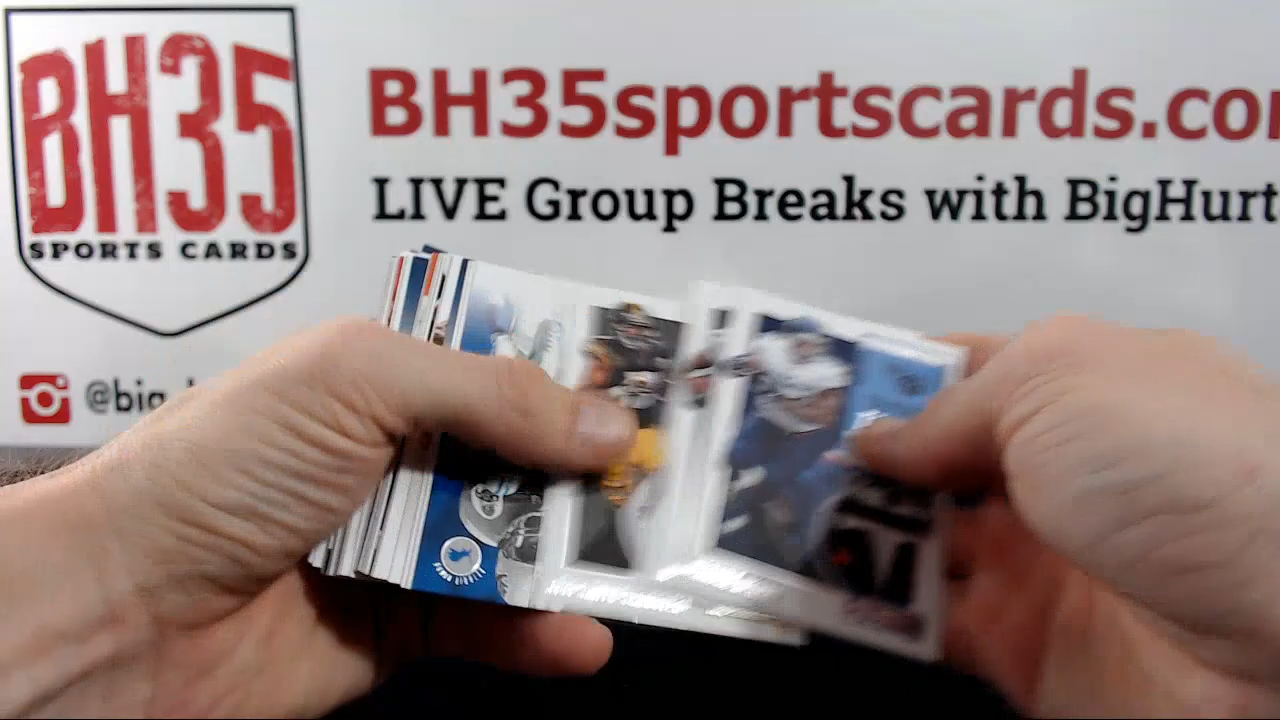 BH35
SPORTS CARDS
BH35sportscards.co
LIVE Group Breaks with BigHurt
@big